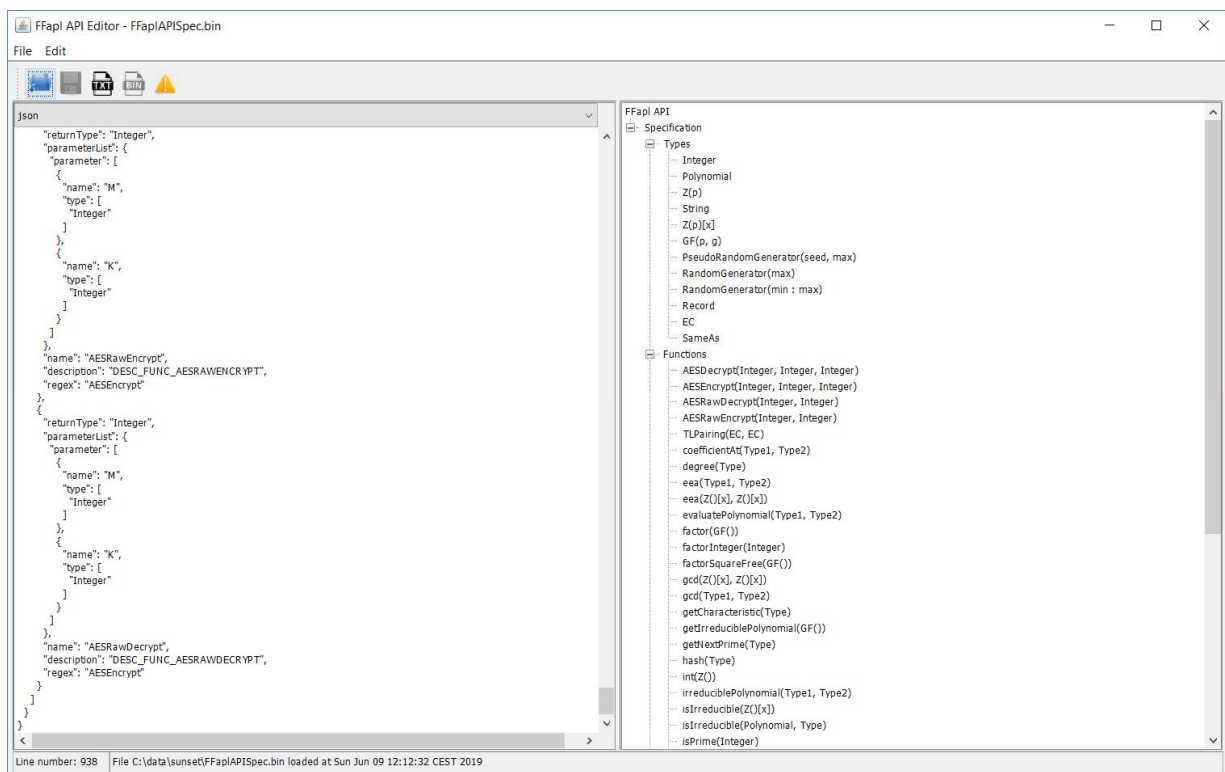 FFapl API Editor - FFaplAPISpec.bin
File Edit
TXT BIN
json
"returnType": "Integer",
"parameterList": {
"parameter": [
{
"name": "M",
"type": [
"Integer"
]
},
{
"name": "K",
"type": [
"Integer"
]
}
]
},
"name": "AESRawEncrypt",
"description": "DESC_FUNC_AESRAWENCRYPT",
"regex": "AESEncrypt"
},
{
"returnType": "Integer",
"parameterList": {
"parameter": [
{
"name": "M",
"type": [
"Integer"
]
},
{
"name": "K",
"type": [
"Integer"
]
}
]
},
"name": "AESRawDecrypt",
"description": "DESC_FUNC_AESRAWDECRYPT",
"regex": "AESEncrypt"
}
]
}
}
FFapl API
Specification
Types
Integer
Polynomial
Z(p)
String
Z(p)[x]
GF(p, g)
PseudoRandomGenerator(seed, max)
RandomGenerator(max)
RandomGenerator(min : max)
Record
EC
SameAs
Functions
AESDecrypt(Integer, Integer, Integer)
AESEncrypt(Integer, Integer, Integer)
AESRawDecrypt(Integer, Integer)
AESRawEncrypt(Integer, Integer)
TLPairing(EC, EC)
coefficientAt(Type1, Type2)
degree(Type)
eea(Type1, Type2)
eea(Z()[x], Z()[x])
evaluatePolynomial(Type1, Type2)
factor(GF())
factorInteger(Integer)
factorSquareFree(GF())
gcd(Z()[x], Z()[x])
gcd(Type1, Type2)
getCharacteristic(Type)
getIrreduciblePolynomial(GF())
getNextPrime(Type)
hash(Type)
int(Z())
irreduciblePolynomial(Type1, Type2)
isIrreducible(Z()[x])
isIrreducible(Polynomial, Type)
isPrime(Integer)
Line number: 938 File C:\data\sunset\FFaplAPISpec.bin loaded at Sun Jun 09 12:12:32 CEST 2019